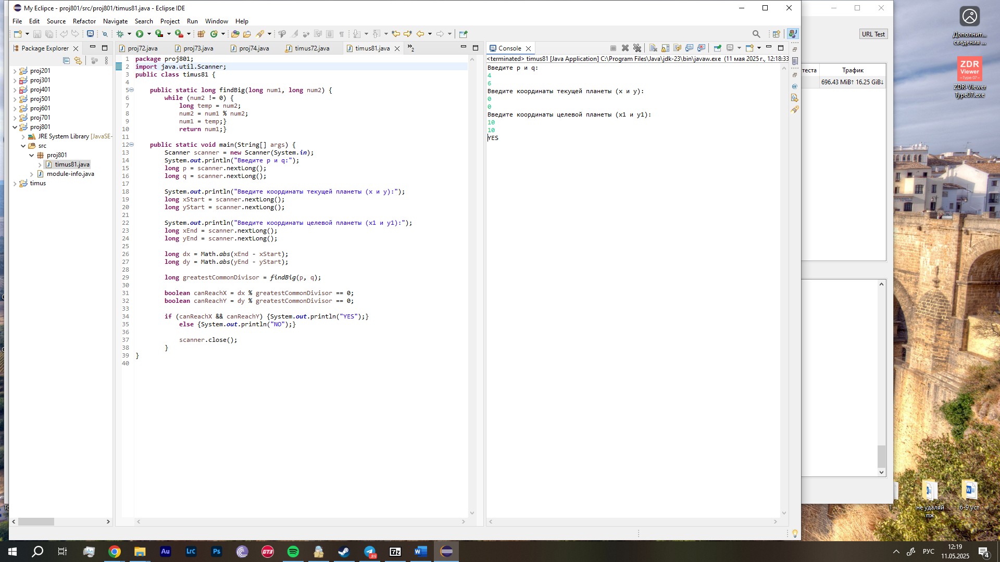 My Eclipce - proj801/src/proj801/timus81.java - Eclipse IDE
File Edit Source Refactor Navigate Search Project Run Window Help
URL Test
Package Explorer
proj72.java proj73.java proj74.java timus72.java timus81.java 2
Console
<terminated> timus81 [Java Application] C:\Program Files\Java\jdk-23\bin\javaw.exe (11 мая 2025 г., 12:18:33
proj201
proj301
proj401
proj501
proj601
proj701
proj801
JRE System Library [JavaSE-
src
proj801
timus81.java
module-info.java
timus
1 package proj801;
2 import java.util.Scanner;
3 public class timus81 {
4
5 public static long findBig(long num1, long num2) {
6 while (num2 != 0) {
7 long temp = num2;
8 num2 = num1 % num2;
9 num1 = temp;}
10 return num1;}
11
12 public static void main(String[] args) {
13 Scanner scanner = new Scanner(System.in);
14 System.out.println("Введите p и q:");
15 long p = scanner.nextLong();
16 long q = scanner.nextLong();
17
18 System.out.println("Введите координаты текущей планеты (x и y):");
19 long xStart = scanner.nextLong();
20 long yStart = scanner.nextLong();
21
22 System.out.println("Введите координаты целевой планеты (x1 и y1):");
23 long xEnd = scanner.nextLong();
24 long yEnd = scanner.nextLong();
25
26 long dx = Math.abs(xEnd - xStart);
27 long dy = Math.abs(yEnd - yStart);
28
29 long greatestCommonDivisor = findBig(p, q);
30
31 boolean canReachX = dx % greatestCommonDivisor == 0;
32 boolean canReachY = dy % greatestCommonDivisor == 0;
33
34 if (canReachX && canReachY) {System.out.println("YES");}
35 else {System.out.println("NO");}
36
37 scanner.close();
38 }
39 }
40
Введите p и q:
4
6
Введите координаты текущей планеты (x и y):
0
0
Введите координаты целевой планеты (x1 и y1):
10
10
YES
теста Трафик
696.43 MiB↑ 16.25 GiB↓
Дополнит...
сведения ...
ZDR
Viewer
~Type 07~
ZDR-Viewer
Type07.exe
1
не удаляй
пж
6-9 уст
Au Lrc Ps GT3 .89 7z
РУС
12:19
11.05.2025
4